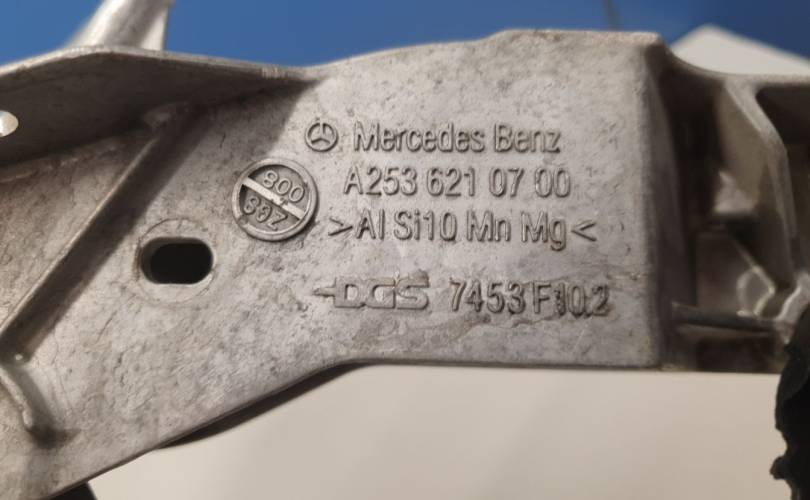 Mercedes Benz
A253 621 07 00
>Al Si10 Mn Mg<
DGS 7453 F10.2